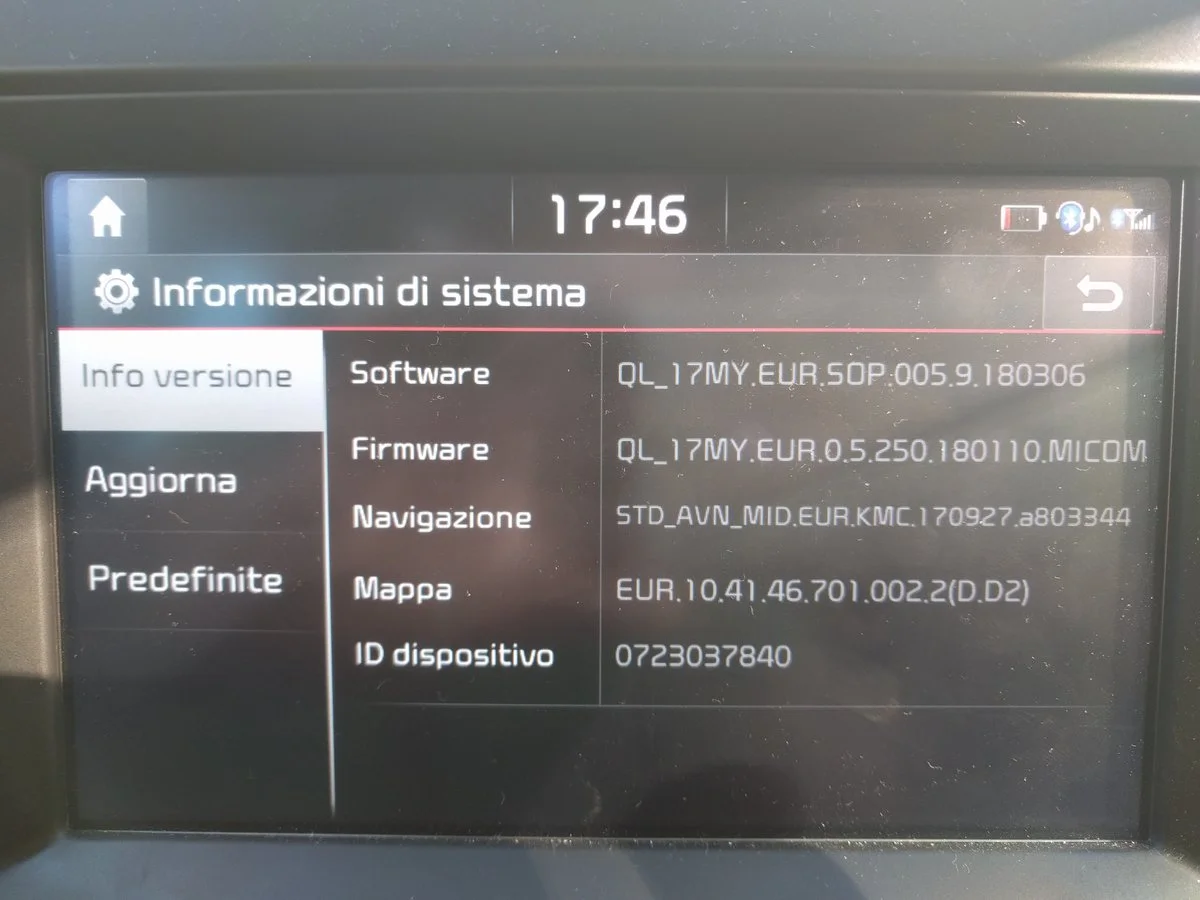 17:46
Informazioni di sistema
Info versione
Aggiorna
Predefinite
Software QL_17MY.EUR.SOP.005.9.180306
Firmware QL_17MY.EUR.0.5.250.180110.MICOM
Navigazione STD_AVN_MID.EUR.KMC.170927.a803344
Mappa EUR.10.41.46.701.002.2(D.D2)
ID dispositivo 0723037840